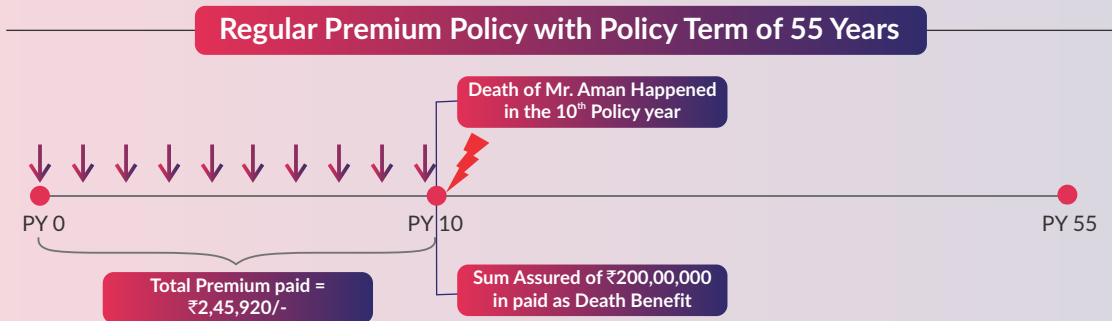 Regular Premium Policy with Policy Term of 55 Years
Death of Mr. Aman Happened
in the 10th Policy year
PY 0
PY 10
PY 55
Total Premium paid =
₹2,45,920/-
Sum Assured of ₹200,00,000
in paid as Death Benefit